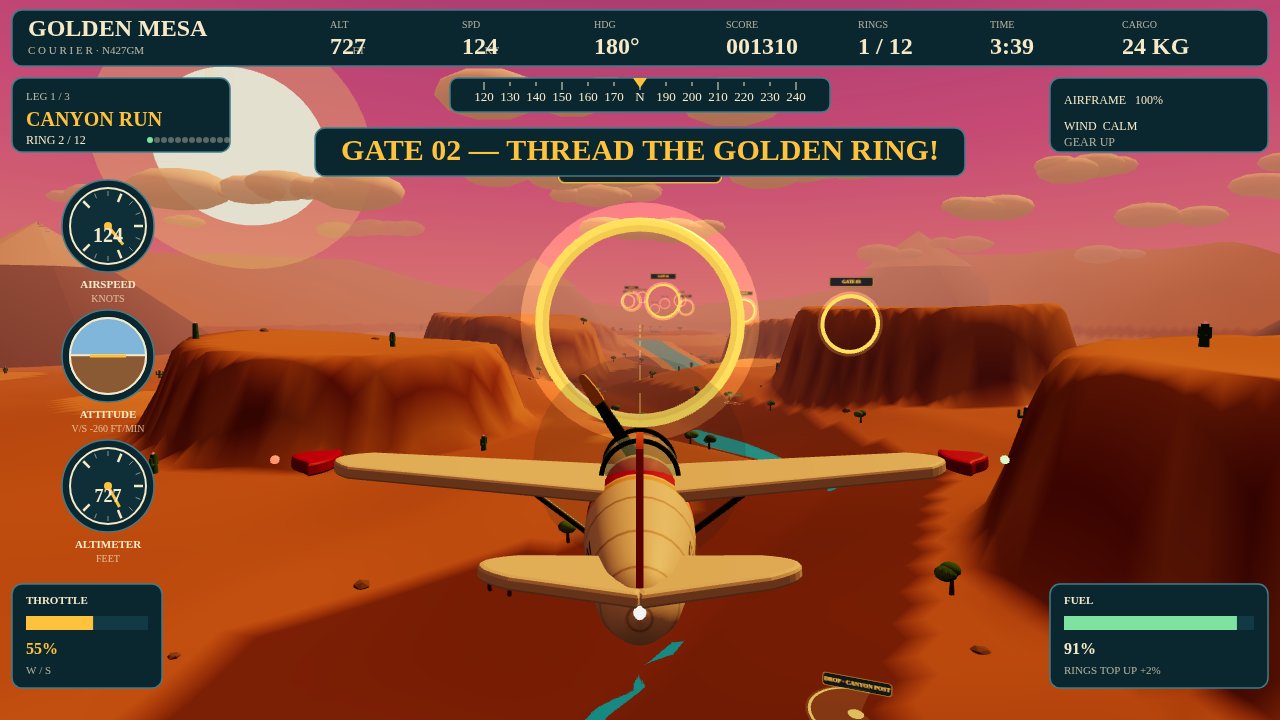 GOLDEN MESA
COURIER · N427GM
ALT
727
SPD
124
HDG
180°
SCORE
001310
RINGS
1 / 12
TIME
3:39
CARGO
24 KG
LEG 1 / 3
CANYON RUN
RING 2 / 12
120 130 140 150 160 170 N 190 200 210 220 230 240
AIRFRAME 100%
WIND CALM
GEAR UP
GATE 02 — THREAD THE GOLDEN RING!
GATE 03
124
AIRSPEED
KNOTS
ATTITUDE
V/S -260 FT/MIN
727
ALTIMETER
FEET
THROTTLE
55%
W / S
FUEL
91%
RINGS TOP UP +2%
DROP · CANYON POST